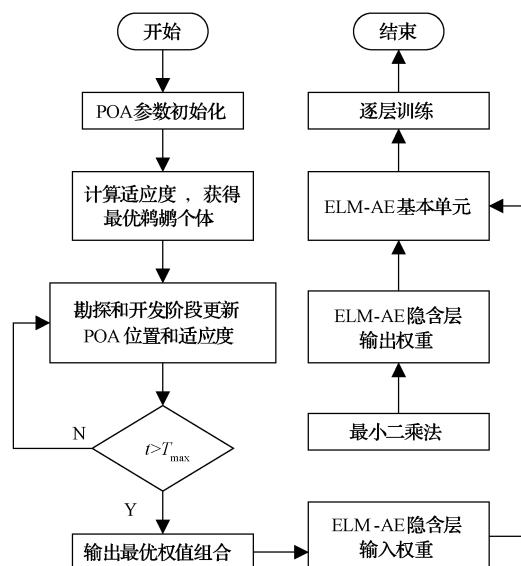 开始
POA参数初始化
计算适应度，获得
最优鹈鹕个体
勘探和开发阶段更新
POA位置和适应度
N
t>Tmax
Y
输出最优权值组合
结束
逐层训练
ELM-AE基本单元
ELM-AE隐含层
输出权重
最小二乘法
ELM-AE隐含层
输入权重